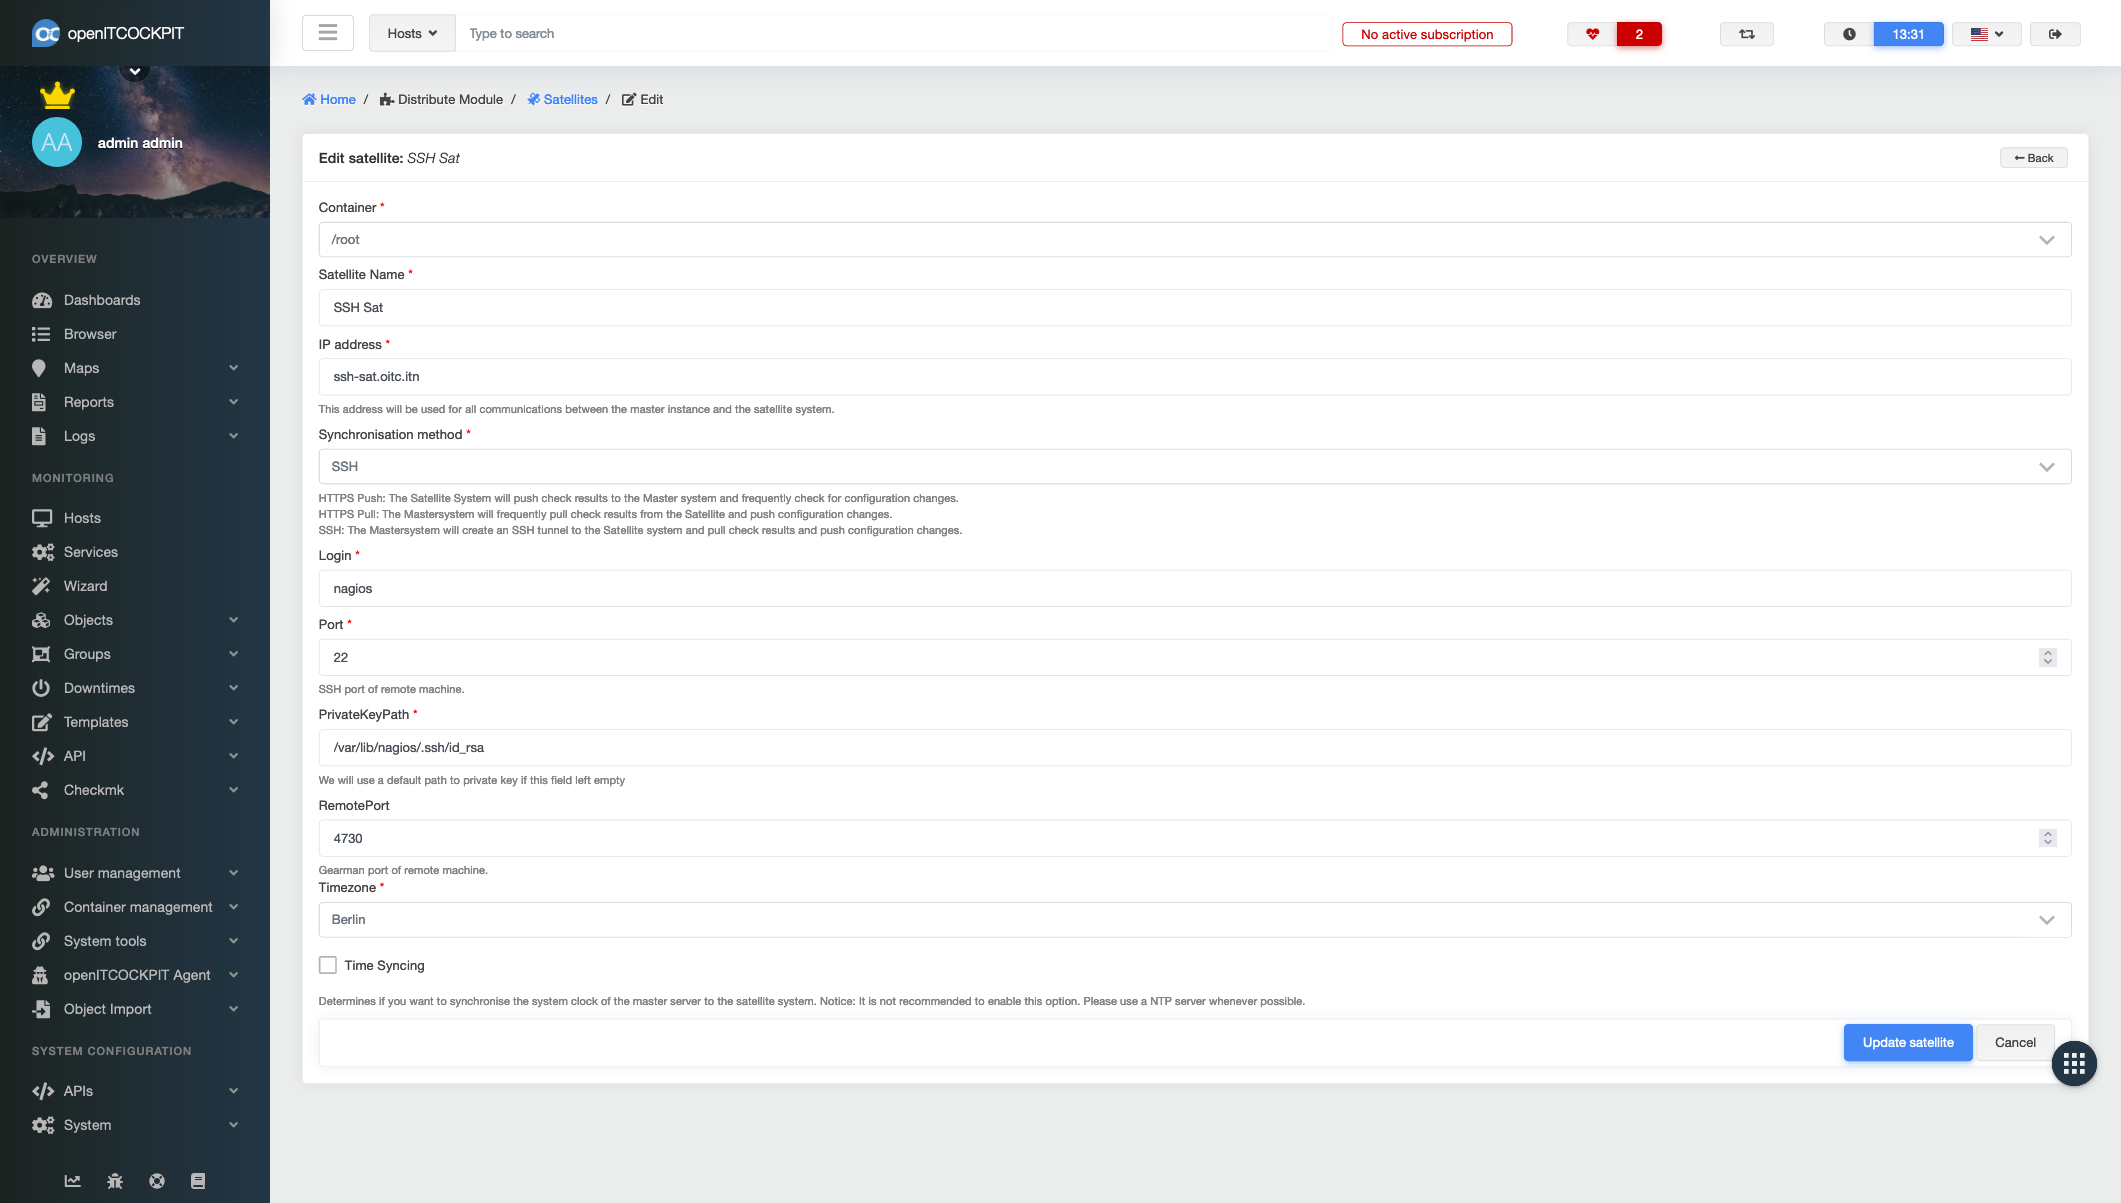 openITCOCKPIT
Hosts
Type to search
No active subscription
2
13:31
AA
admin admin
Home / Distribute Module / Satellites / Edit
Edit satellite: SSH Sat
Back
Container *
/root
Satellite Name *
SSH Sat
IP address *
ssh-sat.oitc.itn
This address will be used for all communications between the master instance and the satellite system.
Synchronisation method *
SSH
HTTPS Push: The Satellite System will push check results to the Master system and frequently check for configuration changes.
HTTPS Pull: The Mastersystem will frequently pull check results from the Satellite and push configuration changes.
SSH: The Mastersystem will create an SSH tunnel to the Satellite system and pull check results and push configuration changes.
Login *
nagios
Port *
22
SSH port of remote machine.
PrivateKeyPath *
/var/lib/nagios/.ssh/id_rsa
We will use a default path to private key if this field left empty
RemotePort
4730
Gearman port of remote machine.
Timezone *
Berlin
Time Syncing
Determines if you want to synchronise the system clock of the master server to the satellite system. Notice: It is not recommended to enable this option. Please use a NTP server whenever possible.
Update satellite
Cancel
OVERVIEW
Dashboards
Browser
Maps
Reports
Logs
MONITORING
Hosts
Services
Wizard
Objects
Groups
Downtimes
Templates
API
Checkmk
ADMINISTRATION
User management
Container management
System tools
openITCOCKPIT Agent
Object Import
SYSTEM CONFIGURATION
APIs
System